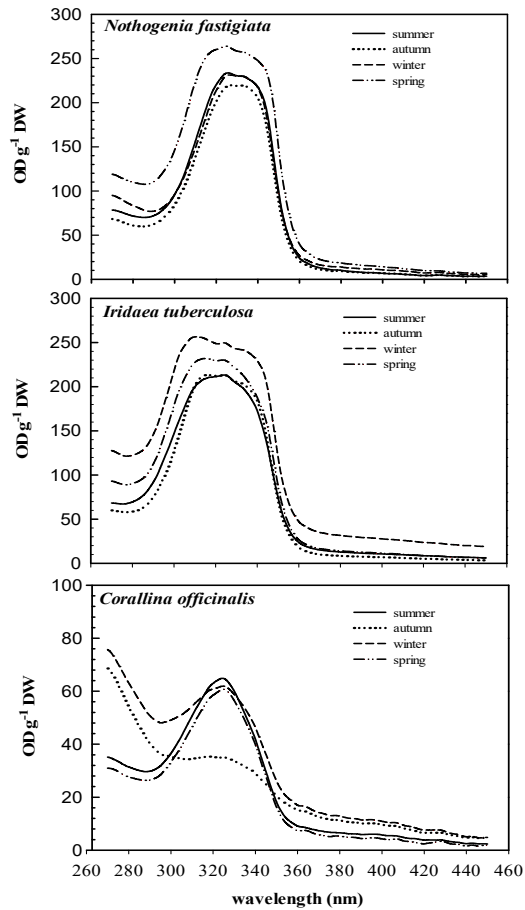 Nothogenia fastigiata
300
250
200
150
100
50
0
OD g-1 DW
summer
autumn
winter
spring
Iridaea tuberculosa
300
250
200
150
100
50
0
OD g-1 DW
summer
autumn
winter
spring
Corallina officinalis
100
80
60
40
20
0
OD g-1 DW
summer
autumn
winter
spring
260 280 300 320 340 360 380 400 420 440 460
wavelength (nm)